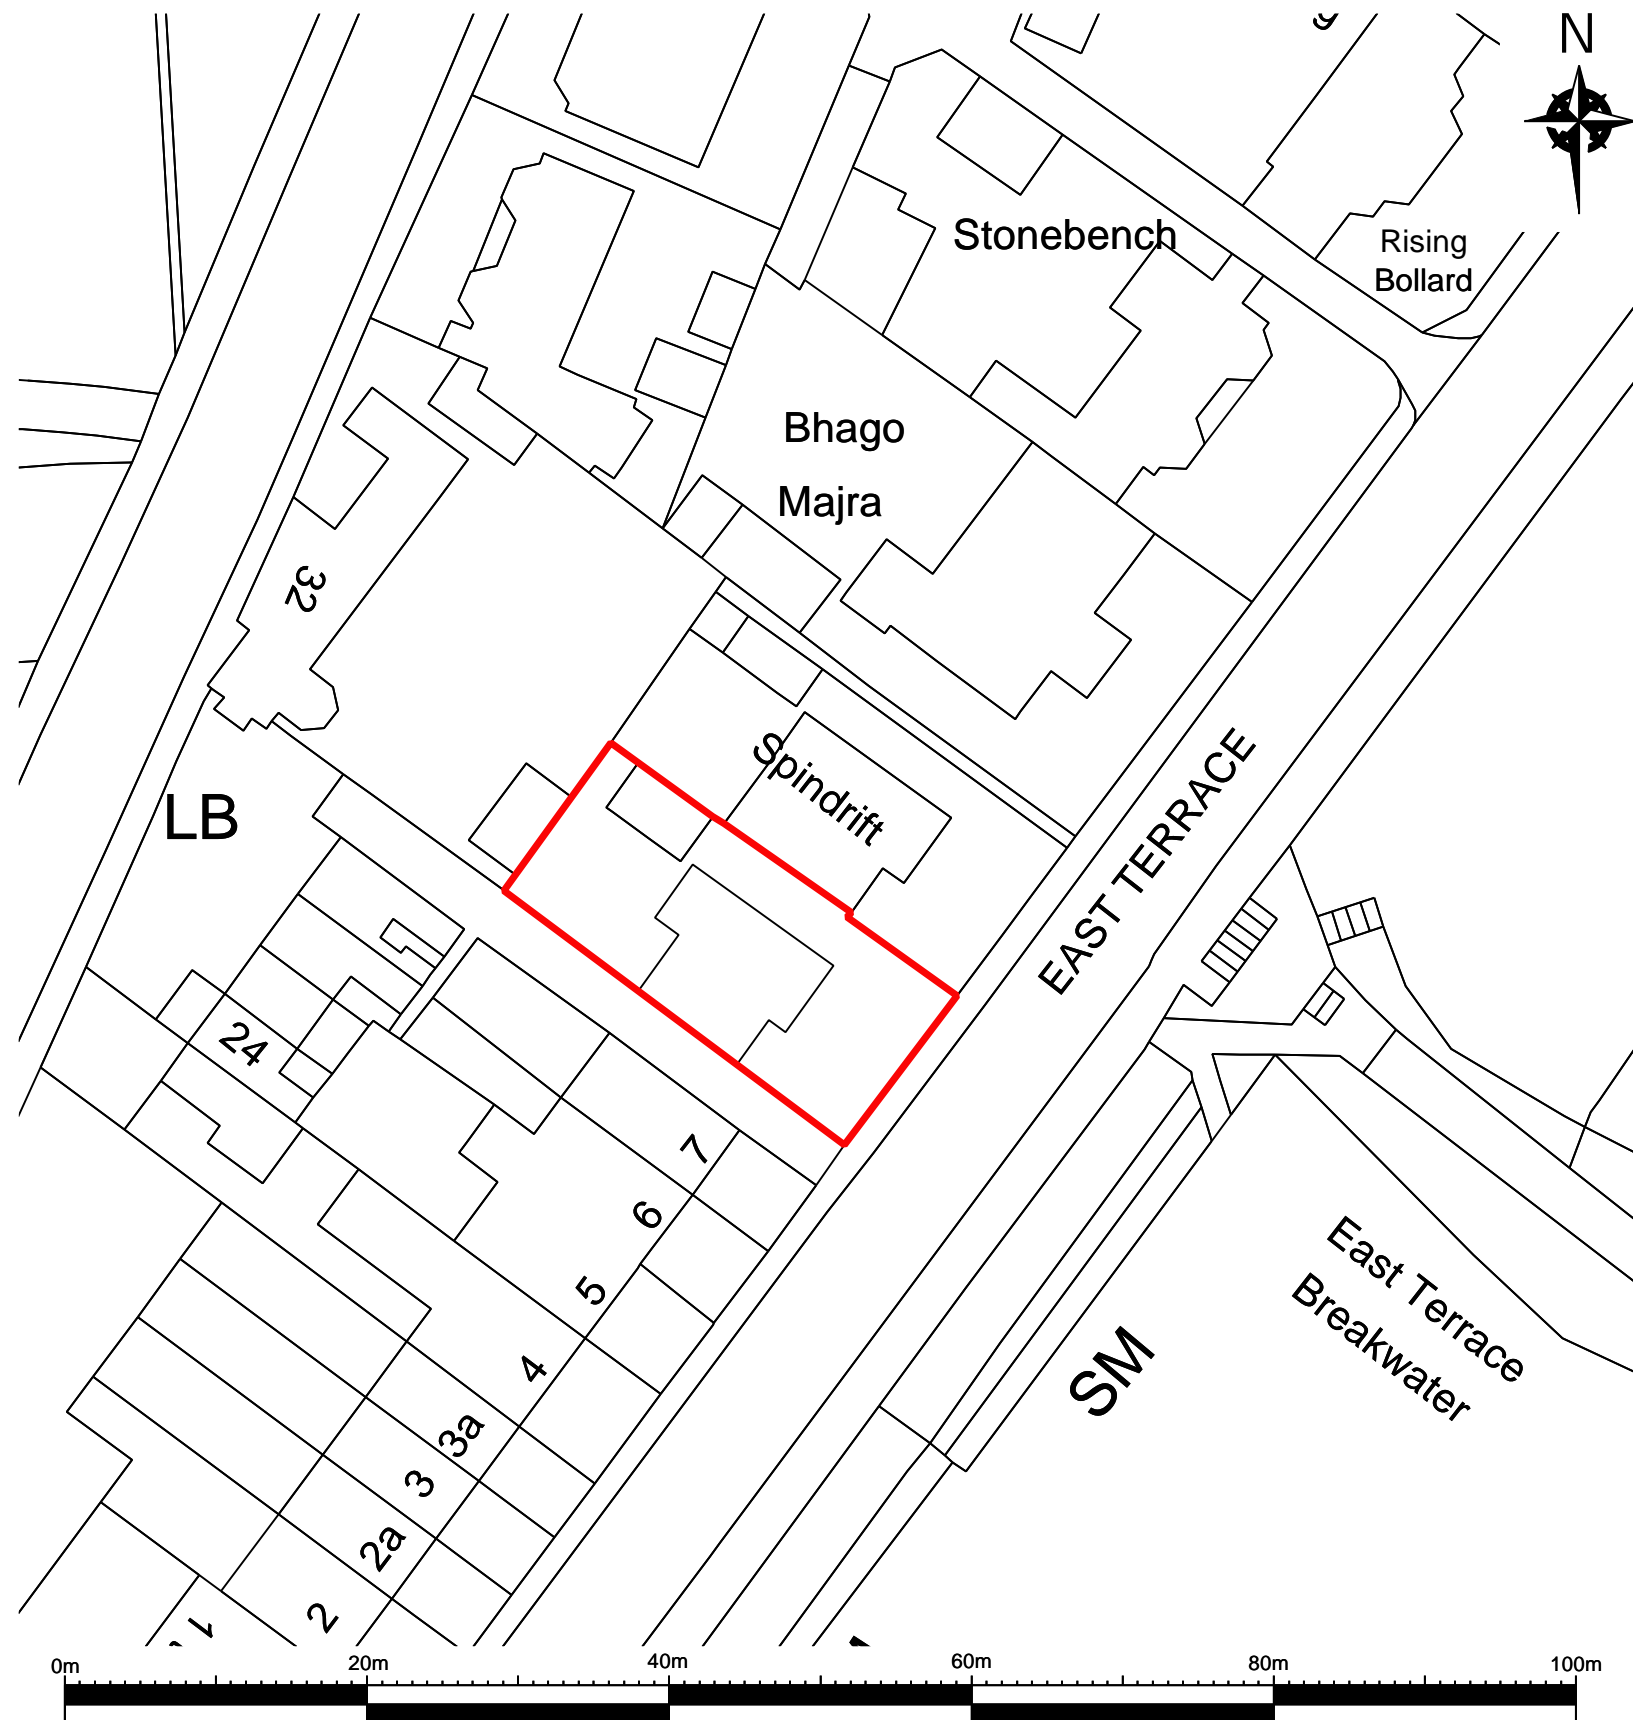 N
Stonebench
Rising
Bollard
Bhago
Majra
32
Spindrift
LB
EAST TERRACE
24
7
6
5
4
3a
3
2a
2
1
SM
East Terrace
Breakwater
0m 20m 40m 60m 80m 100m